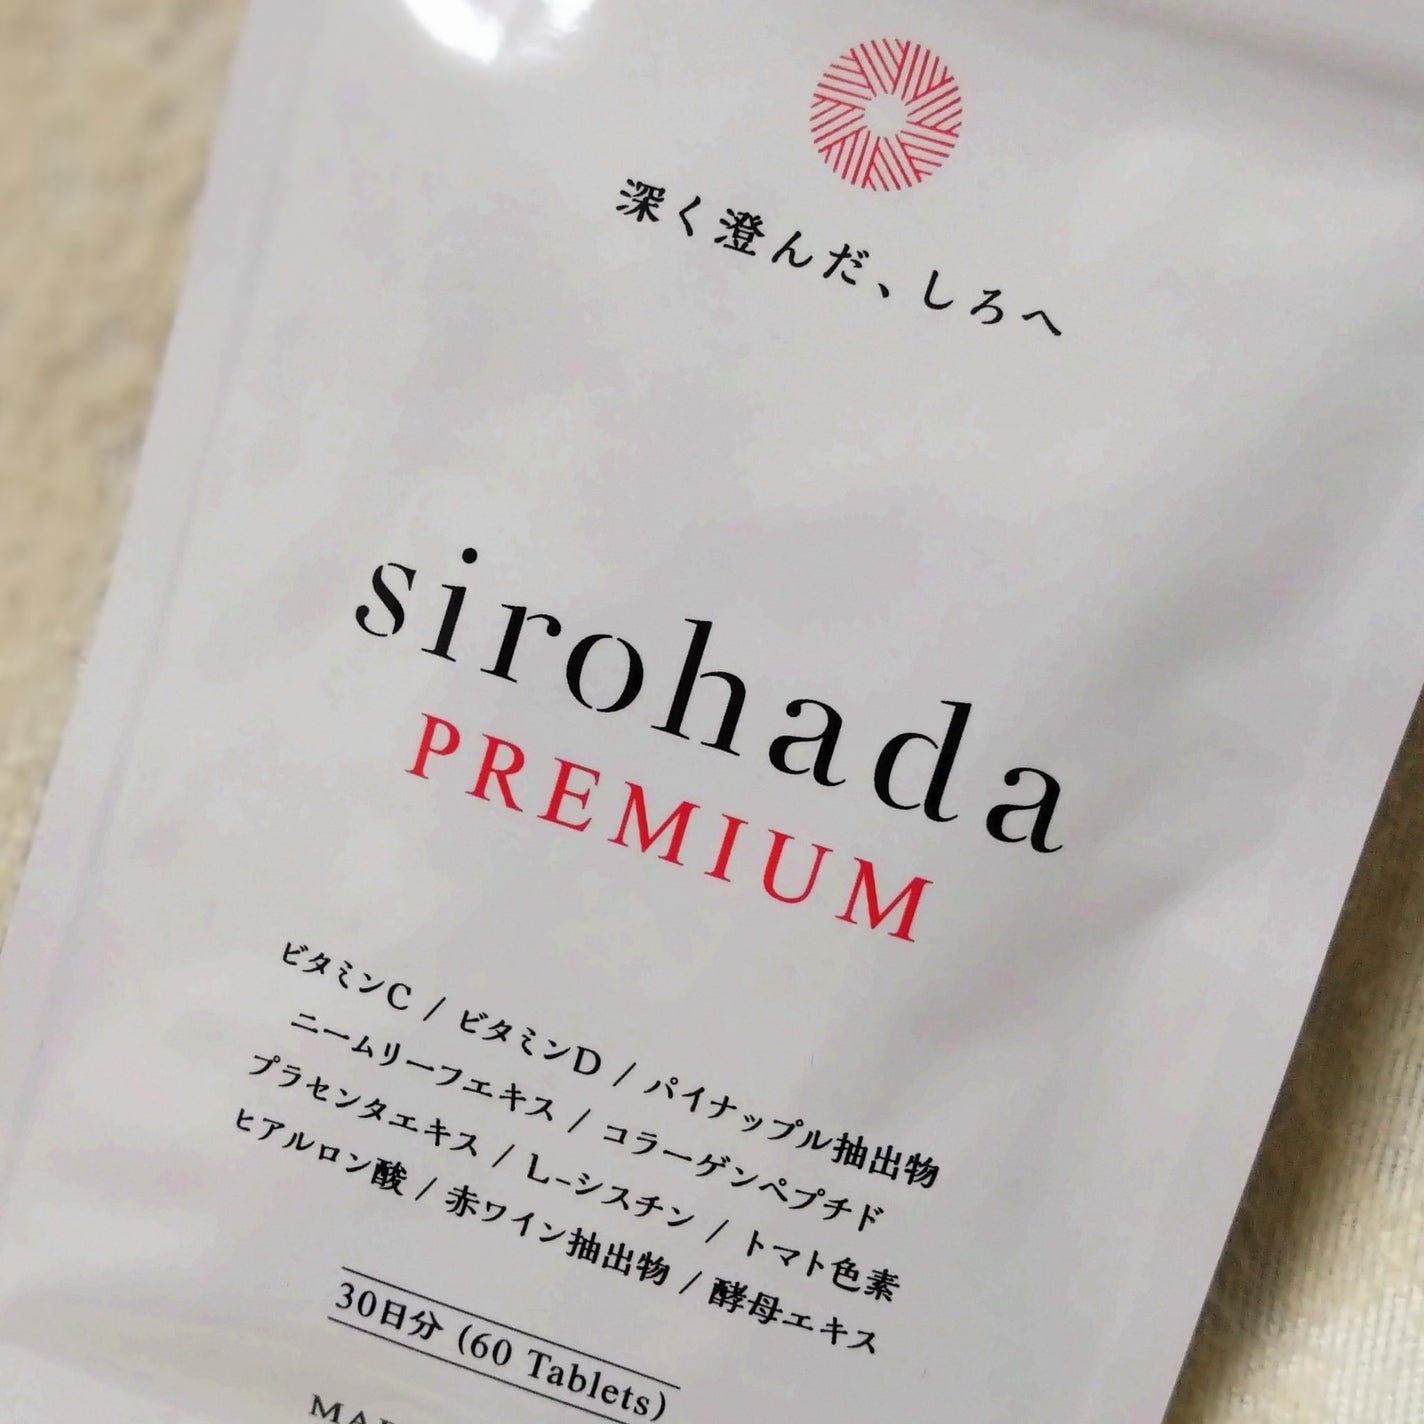 深く澄んだ、しろへ
sirohada
PREMIUM
ビタミンC / ビタミンD / パイナップル抽出物
ニームリーフエキス / コラーゲンペプチド
プラセンタエキス / L-シスチン / トマト色素
ヒアルロン酸 / 赤ワイン抽出物 / 酵母エキス
30日分 (60 Tablets)